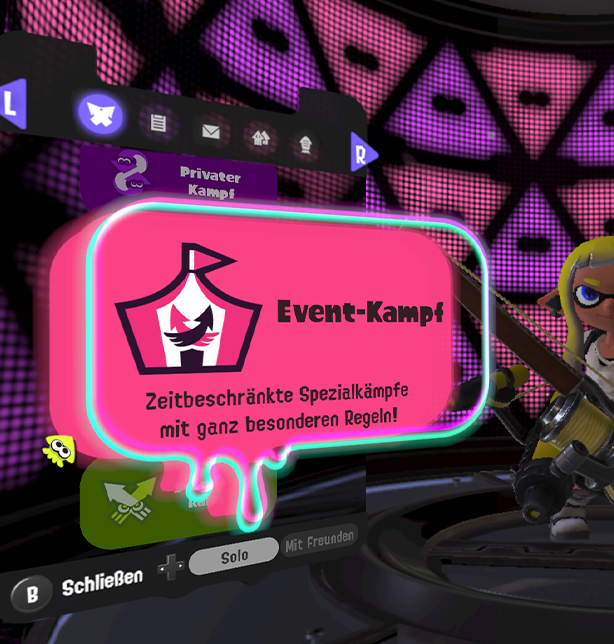 L
R
Privater
Kampf
Event-Kampf
Zeitbeschränkte Spezialkämpfe
mit ganz besonderen Regeln!
B Schließen
Solo
Mit Freunden